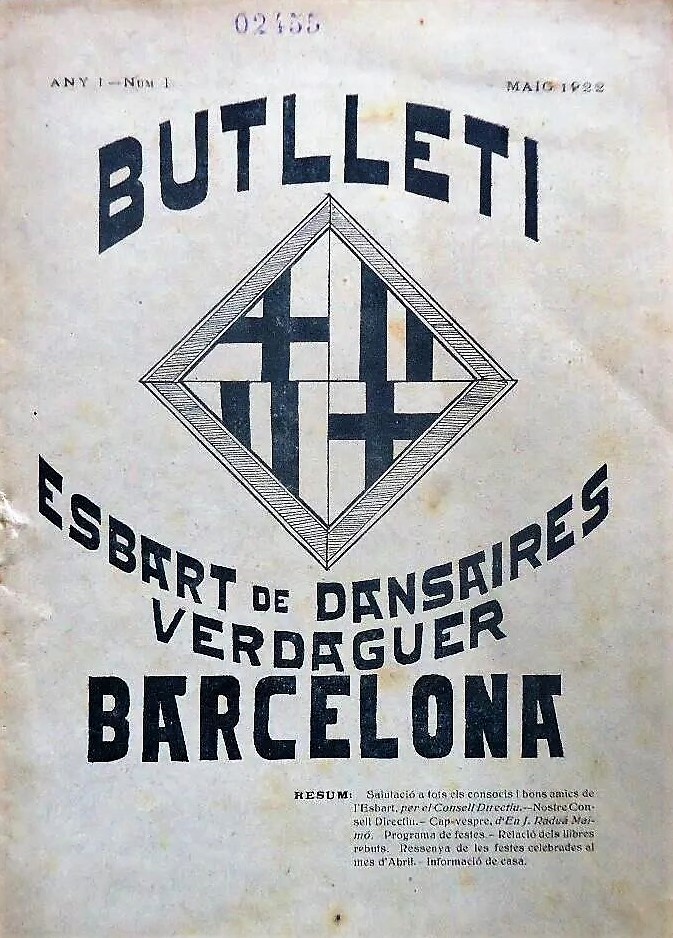 02455
ANY I—NUM I
MAIG 1922
BUTLLETI
ESBART DE DANSAIRES
VERDAGUER
BARCELONA
RESUM: Salutació a tots els consocis i bons amics de
l'Esbart, per el Consell Directiu.—Nostre Con-
sell Directiu.— Cap-vespre, d'En J. Raduá Mai-
mó. Programa de festes.— Relació dels llibres
rebuts. Ressenya de les festes celebrades al
mes d'Abril.— Informació de casa.